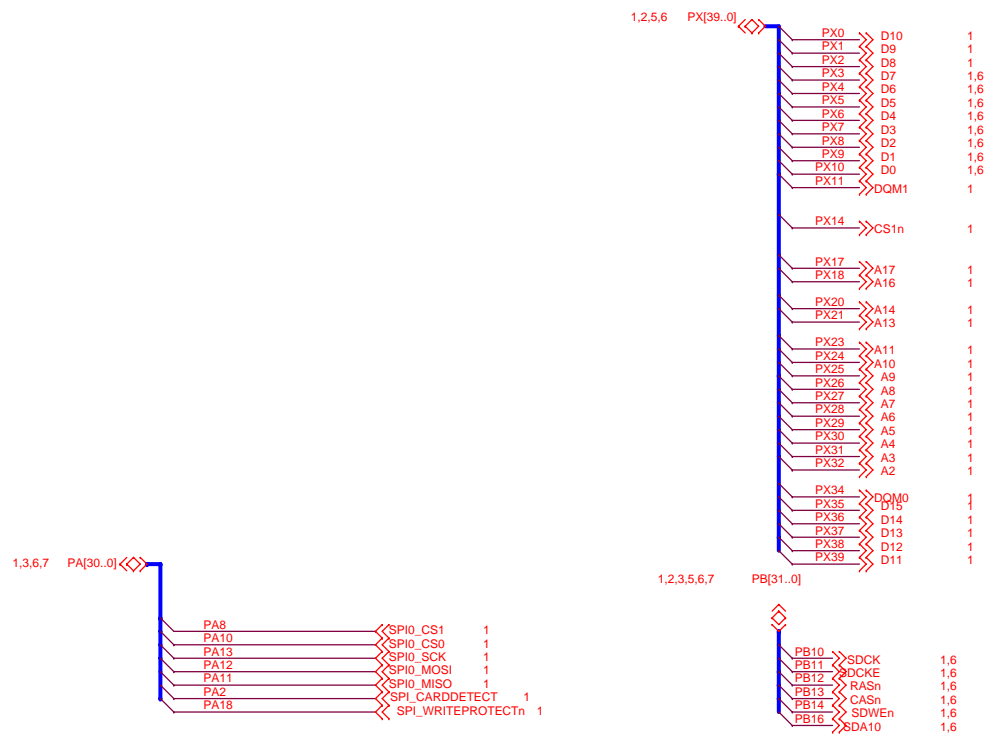 1,2,5,6 PX[39..0]
PX0 D10 1
PX1 D9 1
PX2 D8 1
PX3 D7 1,6
PX4 D6 1,6
PX5 D5 1,6
PX6 D4 1,6
PX7 D3 1,6
PX8 D2 1,6
PX9 D1 1,6
PX10 D0 1,6
PX11 DQM1 1
PX14 CS1n 1
PX17 A17 1
PX18 A16 1
PX20 A14 1
PX21 A13 1
PX23 A11 1
PX24 A10 1
PX25 A9 1
PX26 A8 1
PX27 A7 1
PX28 A6 1
PX29 A5 1
PX30 A4 1
PX31 A3 1
PX32 A2 1
PX34 DQM0 1
PX35 D15 1
PX36 D14 1
PX37 D13 1
PX38 D12 1
PX39 D11 1
1,3,6,7 PA[30..0]
PA8 SPI0_CS1 1
PA10 SPI0_CS0 1
PA13 SPI0_SCK 1
PA12 SPI0_MOSI 1
PA11 SPI0_MISO 1
PA2 SPI_CARDDETECT 1
PA18 SPI_WRITEPROTECTn 1
1,2,3,5,6,7 PB[31..0]
PB10 SDCK 1,6
PB11 SDCKE 1,6
PB12 RASn 1,6
PB13 CASn 1,6
PB14 SDWEn 1,6
PB16 SDA10 1,6